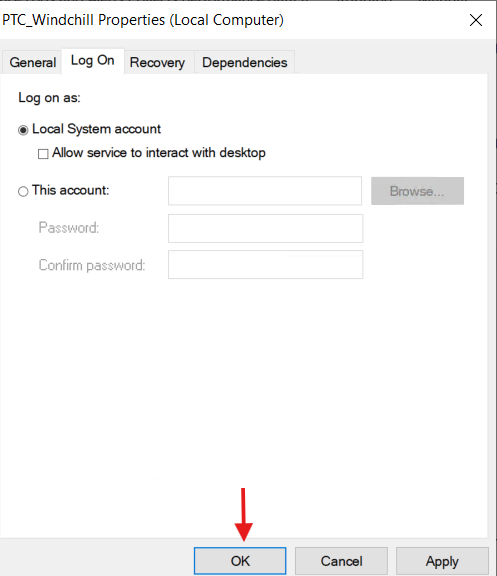 PTC_Windchill Properties (Local Computer)
General Log On Recovery Dependencies
Log on as:
Local System account
Allow service to interact with desktop
This account:
Browse...
Password:
Confirm password:
OK Cancel Apply